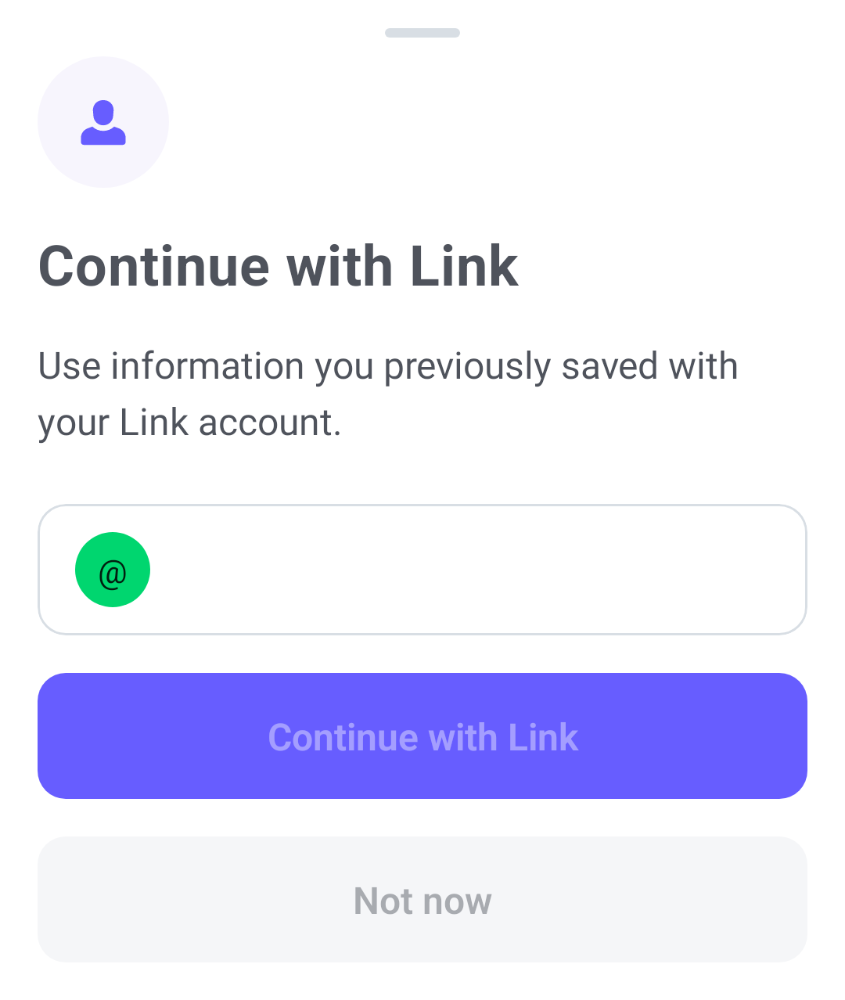 Continue with Link
Use information you previously saved with
your Link account.
@
Continue with Link
Not now